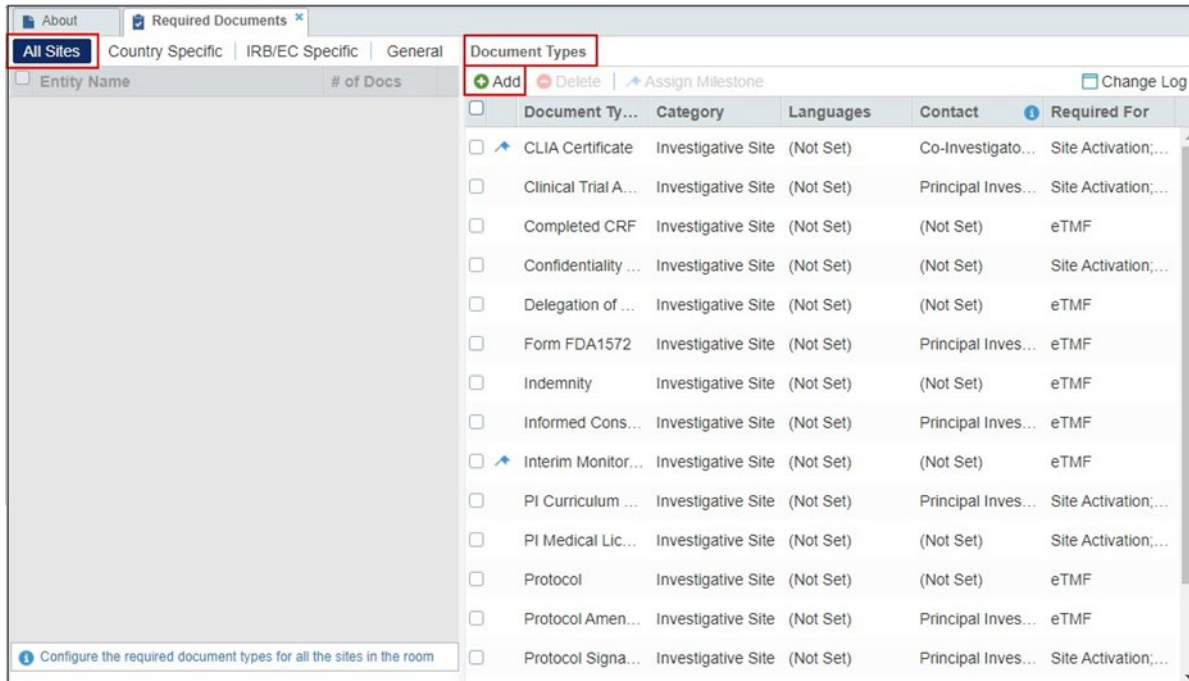 About Required Documents ×
All Sites Country Specific IRB/EC Specific General Document Types
Entity Name # of Docs Add Delete Assign Milestone Change Log
Document Ty... Category Languages Contact Required For
CLIA Certificate Investigative Site (Not Set) Co-Investigato... Site Activation;...
Clinical Trial A... Investigative Site (Not Set) Principal Inves... Site Activation;...
Completed CRF Investigative Site (Not Set) (Not Set) eTMF
Confidentiality ... Investigative Site (Not Set) (Not Set) Site Activation;...
Delegation of ... Investigative Site (Not Set) (Not Set) eTMF
Form FDA1572 Investigative Site (Not Set) Principal Inves... eTMF
Indemnity Investigative Site (Not Set) (Not Set) eTMF
Informed Cons... Investigative Site (Not Set) Principal Inves... eTMF
Interim Monitor... Investigative Site (Not Set) (Not Set) eTMF
PI Curriculum ... Investigative Site (Not Set) Principal Inves... Site Activation;...
PI Medical Lic... Investigative Site (Not Set) (Not Set) Site Activation;...
Protocol Investigative Site (Not Set) (Not Set) eTMF
Protocol Amen... Investigative Site (Not Set) Principal Inves... eTMF
Configure the required document types for all the sites in the room Protocol Signa... Investigative Site (Not Set) Principal Inves... Site Activation;...